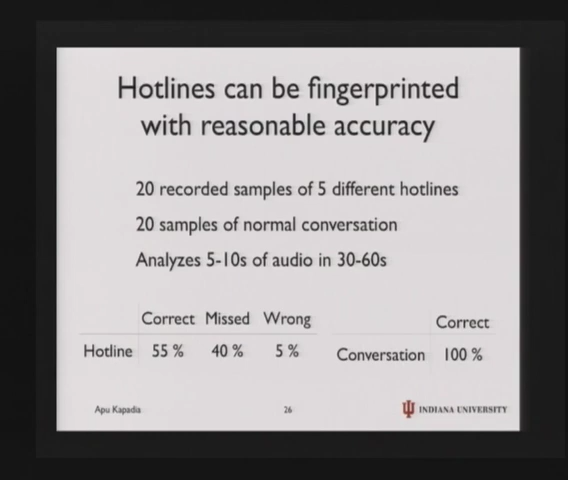 Hotlines can be fingerprinted
with reasonable accuracy
20 recorded samples of 5 different hotlines
20 samples of normal conversation
Analyzes 5-10s of audio in 30-60s
Correct Missed Wrong
Hotline 55 % 40 % 5 %
Correct
Conversation 100 %
Apu Kapadia
26
INDIANA UNIVERSITY